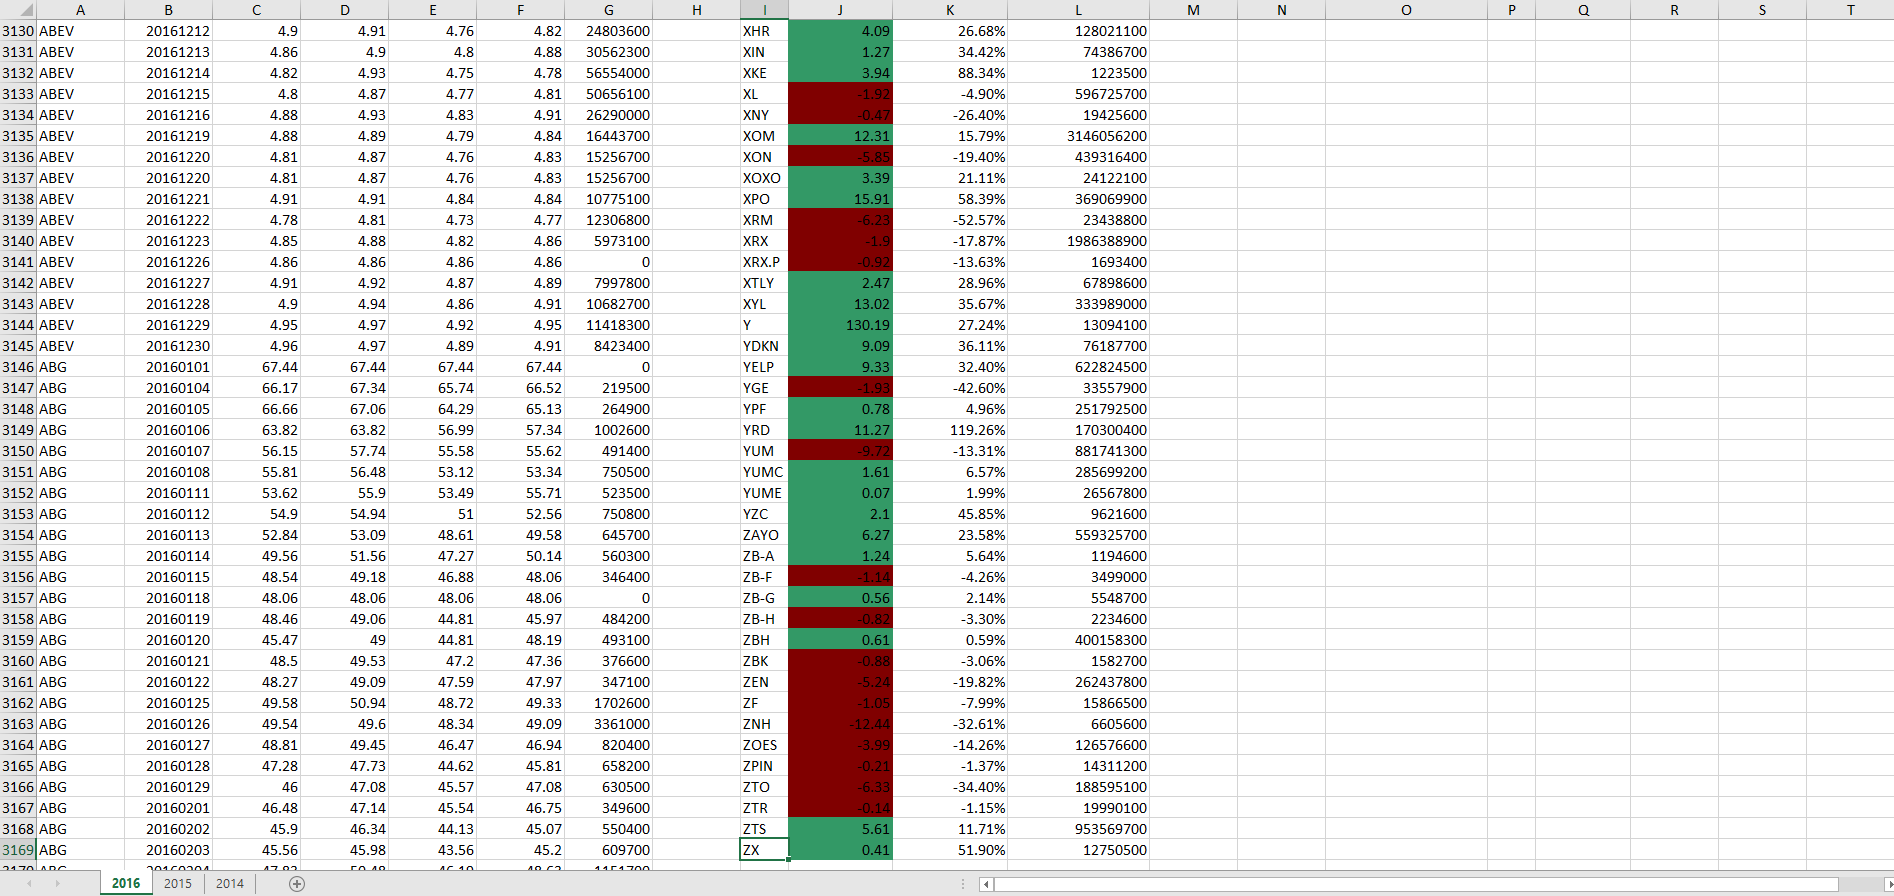 A B C D E F G H I J K L M N O P Q R S T
3130 ABEV 20161212 4.9 4.91 4.76 4.82 24803600 XHR 4.09 26.68% 128021100
3131 ABEV 20161213 4.86 4.9 4.8 4.88 30562300 XIN 1.27 34.42% 74386700
3132 ABEV 20161214 4.82 4.93 4.75 4.78 56554000 XKE 3.94 88.34% 1223500
3133 ABEV 20161215 4.8 4.87 4.77 4.81 50656100 XL -1.92 -4.90% 596725700
3134 ABEV 20161216 4.88 4.93 4.83 4.91 26290000 XNY -0.47 -26.40% 19425600
3135 ABEV 20161219 4.88 4.89 4.79 4.84 16443700 XOM 12.31 15.79% 3146056200
3136 ABEV 20161220 4.81 4.87 4.76 4.83 15256700 XON -5.85 -19.40% 439316400
3137 ABEV 20161220 4.81 4.87 4.76 4.83 15256700 XOXO 3.39 21.11% 24122100
3138 ABEV 20161221 4.91 4.91 4.84 4.84 10775100 XPO 15.91 58.39% 369069900
3139 ABEV 20161222 4.78 4.81 4.73 4.77 12306800 XRM -6.23 -52.57% 23438800
3140 ABEV 20161223 4.85 4.88 4.82 4.86 5973100 XRX -1.9 -17.87% 1986388900
3141 ABEV 20161226 4.86 4.86 4.86 4.86 0 XRX.P -0.92 -13.63% 1693400
3142 ABEV 20161227 4.91 4.92 4.87 4.89 7997800 XTLY 2.47 28.96% 67898600
3143 ABEV 20161228 4.9 4.94 4.86 4.91 10682700 XYL 13.02 35.67% 333989000
3144 ABEV 20161229 4.95 4.97 4.92 4.95 11418300 Y 130.19 27.24% 13094100
3145 ABEV 20161230 4.96 4.97 4.89 4.91 8423400 YDKN 9.09 36.11% 76187700
3146 ABG 20160101 67.44 67.44 67.44 67.44 0 YELP 9.33 32.40% 622824500
3147 ABG 20160104 66.17 67.34 65.74 66.52 219500 YGE -1.93 -42.60% 33557900
3148 ABG 20160105 66.66 67.06 64.29 65.13 264900 YPF 0.78 4.96% 251792500
3149 ABG 20160106 63.82 63.82 56.99 57.34 1002600 YRD 11.27 119.26% 170300400
3150 ABG 20160107 56.15 57.74 55.58 55.62 491400 YUM -9.72 -13.31% 881741300
3151 ABG 20160108 55.81 56.48 53.12 53.34 750500 YUMC 1.61 6.57% 285699200
3152 ABG 20160111 53.62 55.9 53.49 55.71 523500 YUME 0.07 1.99% 26567800
3153 ABG 20160112 54.9 54.94 51 52.56 750800 YZC 2.1 45.85% 9621600
3154 ABG 20160113 52.84 53.09 48.61 49.58 645700 ZAYO 6.27 23.58% 559325700
3155 ABG 20160114 49.56 51.56 47.27 50.14 560300 ZB-A 1.24 5.64% 1194600
3156 ABG 20160115 48.54 49.18 46.88 48.06 346400 ZB-F -1.14 -4.26% 3499000
3157 ABG 20160118 48.06 48.06 48.06 48.06 0 ZB-G 0.56 2.14% 5548700
3158 ABG 20160119 48.46 49.06 44.81 45.97 484200 ZB-H -0.82 -3.30% 2234600
3159 ABG 20160120 45.47 49 44.81 48.19 493100 ZBH 0.61 0.59% 400158300
3160 ABG 20160121 48.5 49.53 47.2 47.36 376600 ZBK -0.88 -3.06% 1582700
3161 ABG 20160122 48.27 49.09 47.59 47.97 347100 ZEN -5.24 -19.82% 262437800
3162 ABG 20160125 49.58 50.94 48.72 49.33 1702600 ZF -1.05 -7.99% 15866500
3163 ABG 20160126 49.54 49.6 48.34 49.09 3361000 ZNH -12.44 -32.61% 6605600
3164 ABG 20160127 48.81 49.45 46.47 46.94 820400 ZOES -3.99 -14.26% 126576600
3165 ABG 20160128 47.28 47.73 44.62 45.81 658200 ZPIN -0.21 -1.37% 14311200
3166 ABG 20160129 46 47.08 45.57 47.08 630500 ZTO -6.33 -34.40% 188595100
3167 ABG 20160201 46.48 47.14 45.54 46.75 349600 ZTR -0.14 -1.15% 19990100
3168 ABG 20160202 45.9 46.34 44.13 45.07 550400 ZTS 5.61 11.71% 953569700
3169 ABG 20160203 45.56 45.98 43.56 45.2 609700 ZX 0.41 51.90% 12750500
2016 2015 2014